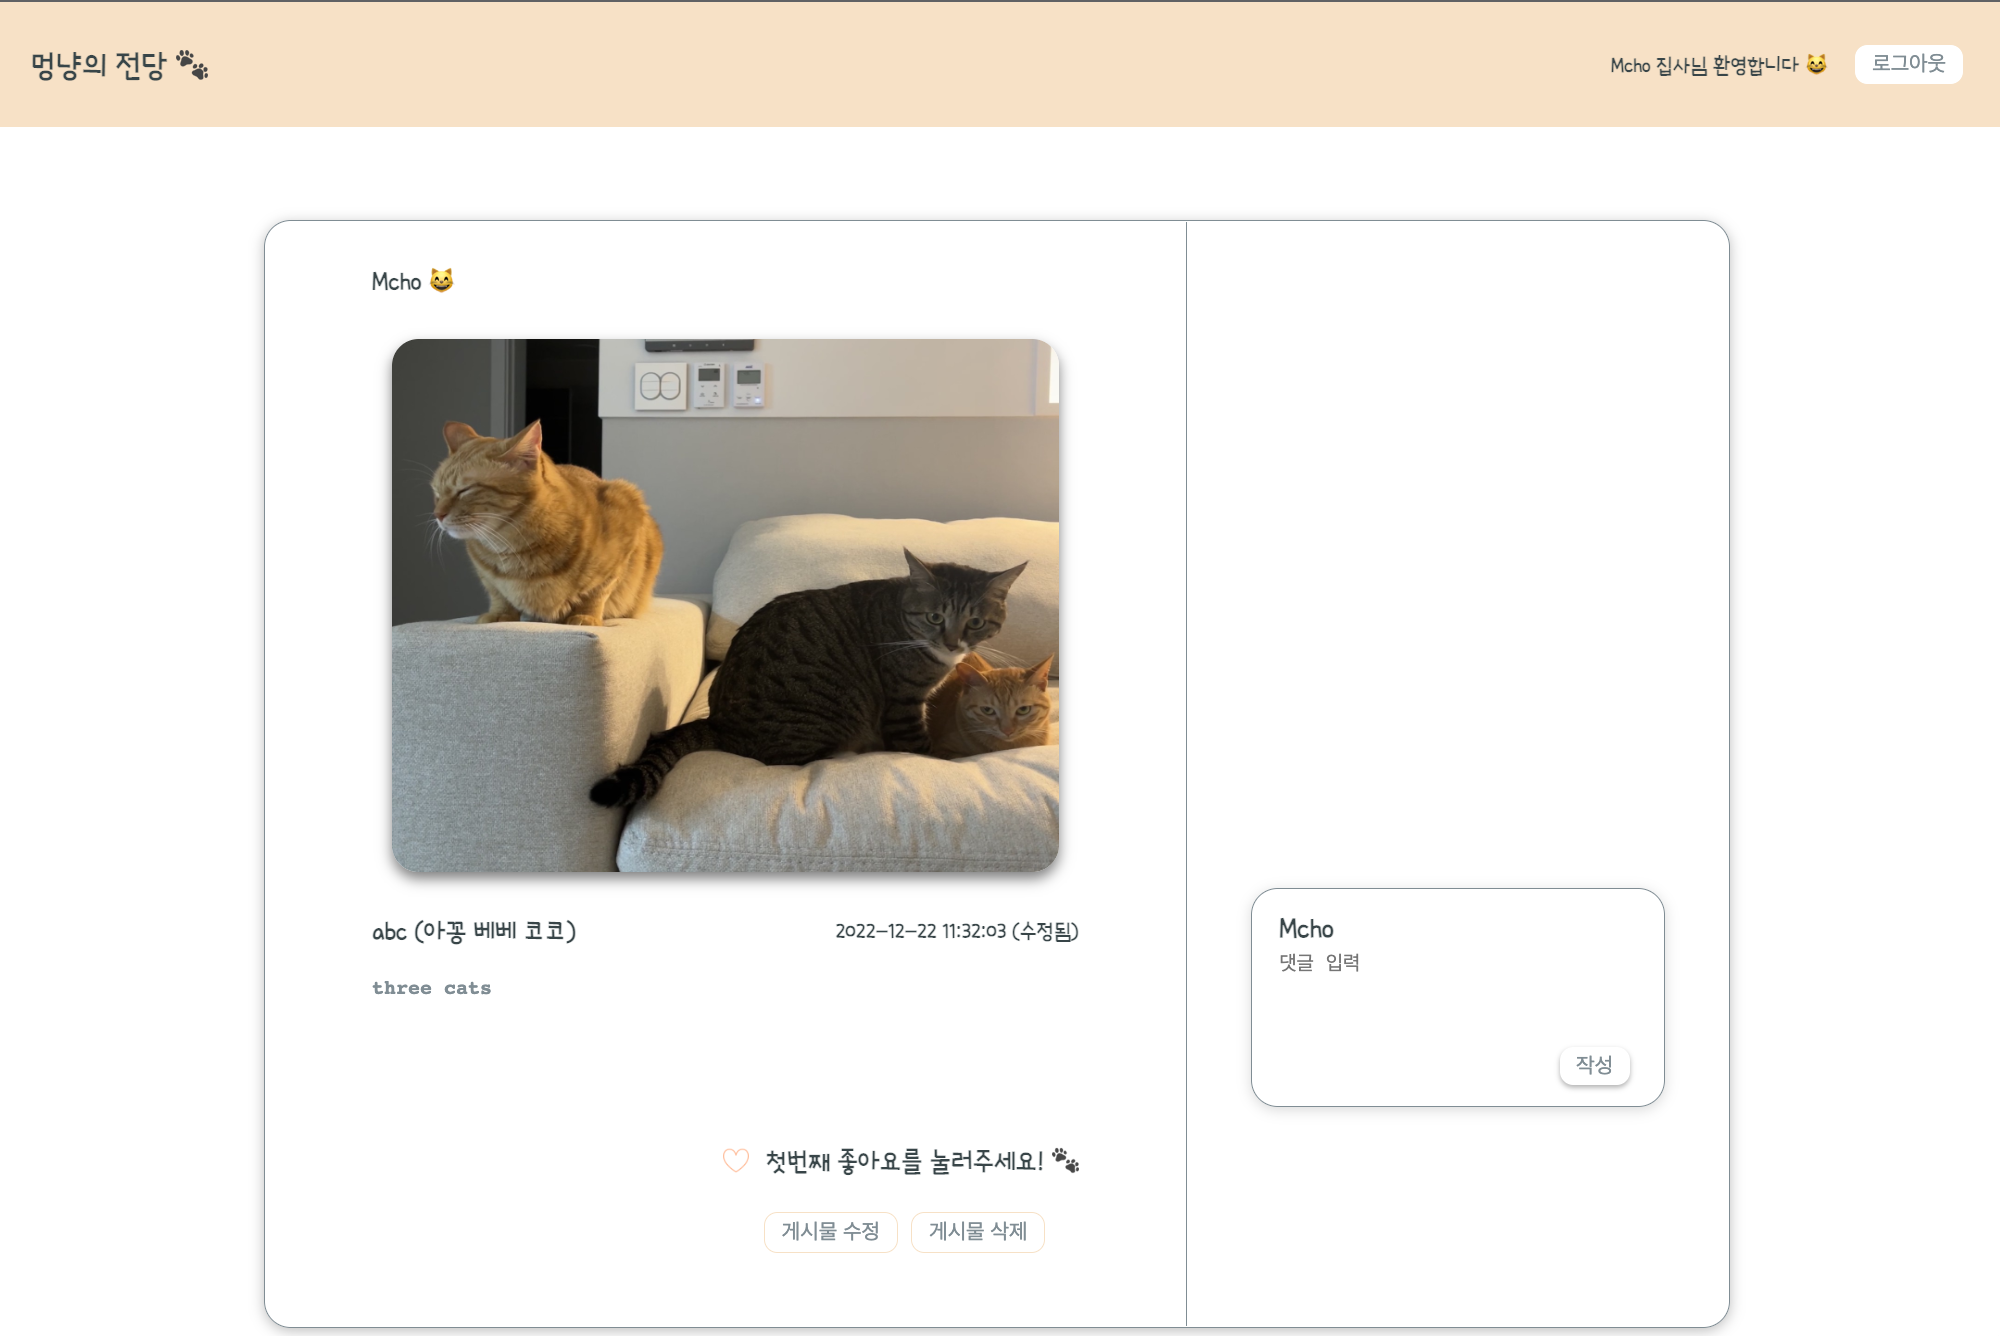 멍냥의 전당 🐾
Mcho 집사님 환영합니다 😸
로그아웃
Mcho 😸
abc (아꽁 베베 코코)
2022-12-22 11:32:03 (수정됨)
three cats
첫번째 좋아요를 눌러주세요! 🐾
게시물 수정
게시물 삭제
Mcho
댓글 입력
작성